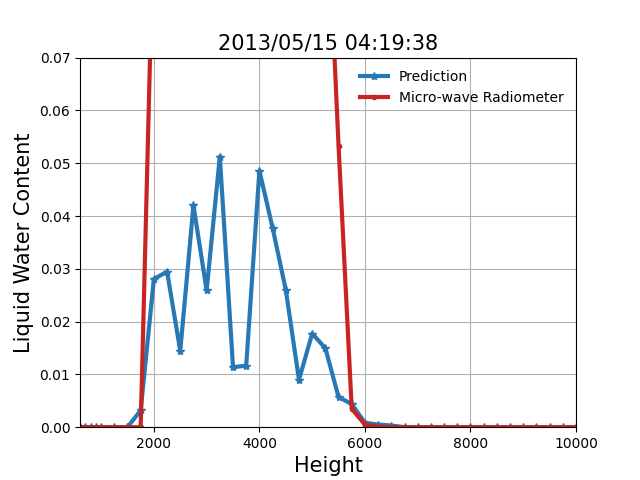 2013/05/15 04:19:38
Liquid Water Content
0.07
0.06
0.05
0.04
0.03
0.02
0.01
0.00
Prediction
Micro-wave Radiometer
2000 4000 6000 8000 10000
Height